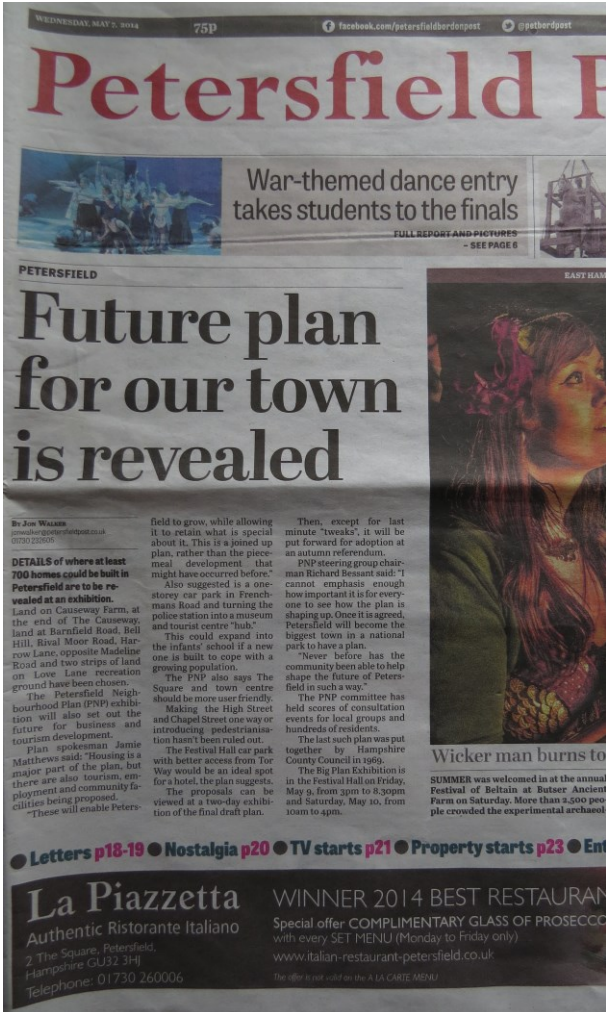 WEDNESDAY, MAY 7, 2014
75P
facebook.com/petersfieldbordonpost
@petbordpost
Petersfield P
War-themed dance entry
takes students to the finals
FULL REPORT AND PICTURES
– SEE PAGE 6
PETERSFIELD
Future plan
for our town
is revealed
BY JON WALKER
jonwalker@petersfieldpost.co.uk
01730 232605
DETAILS of where at least
700 homes could be built in
Petersfield are to be re-
vealed at an exhibition.
Land on Causeway Farm, at
the end of The Causeway,
land at Barnfield Road, Bell
Hill, Rival Moor Road, Har-
row Lane, opposite Madeline
Road and two strips of land
on Love Lane recreation
ground have been chosen.
The Petersfield Neigh-
bourhood Plan (PNP) exhibi-
tion will also set out the
future for business and
tourism development.
Plan spokesman Jamie
Matthews said: "Housing is a
major part of the plan, but
there are also tourism, em-
ployment and community fa-
cilities being proposed.
"These will enable Peters-
field to grow, while allowing
it to retain what is special
about it. This is a joined up
plan, rather than the piece-
meal development that
might have occurred before."
Also suggested is a one-
storey car park in French-
mans Road and turning the
police station into a museum
and tourist centre "hub."
This could expand into
the infants' school if a new
one is built to cope with a
growing population.
The PNP also says The
Square and town centre
should be more user friendly.
Making the High Street
and Chapel Street one way or
introducing pedestrianisa-
tion hasn't been ruled out.
The Festival Hall car park
with better access from Tor
Way would be an ideal spot
for a hotel, the plan suggests.
The proposals can be
viewed at a two-day exhibi-
tion of the final draft plan.
Then, except for last
minute "tweaks", it will be
put forward for adoption at
an autumn referendum.
PNP steering group chair-
man Richard Bessant said: "I
cannot emphasis enough
how important it is for every-
one to see how the plan is
shaping up. Once it is agreed,
Petersfield will become the
biggest town in a national
park to have a plan.
"Never before has the
community been able to help
shape the future of Peters-
field in such a way."
The PNP committee has
held scores of consultation
events for local groups and
hundreds of residents.
The last such plan was put
together by Hampshire
County Council in 1969.
The Big Plan Exhibition is
in the Festival Hall on Friday,
May 9, from 3pm to 8.30pm
and Saturday, May 10, from
10am to 4pm.
EAST HAM
Wicker man burns to
SUMMER was welcomed in at the annual
Festival of Beltain at Butser Ancient
Farm on Saturday. More than 2,500 peo-
ple crowded the experimental archaeol
Letters p18-19 ● Nostalgia p20 ● TV starts p21 ● Property starts p23 ● Ent
La Piazzetta
Authentic Ristorante Italiano
2 The Square, Petersfield,
Hampshire GU32 3HJ
Telephone: 01730 260006
WINNER 2014 BEST RESTAURAN
Special offer COMPLIMENTARY GLASS OF PROSECCO
with every SET MENU (Monday to Friday only)
www.italian-restaurant-petersfield.co.uk
The offer is not valid on the A LA CARTE MENU